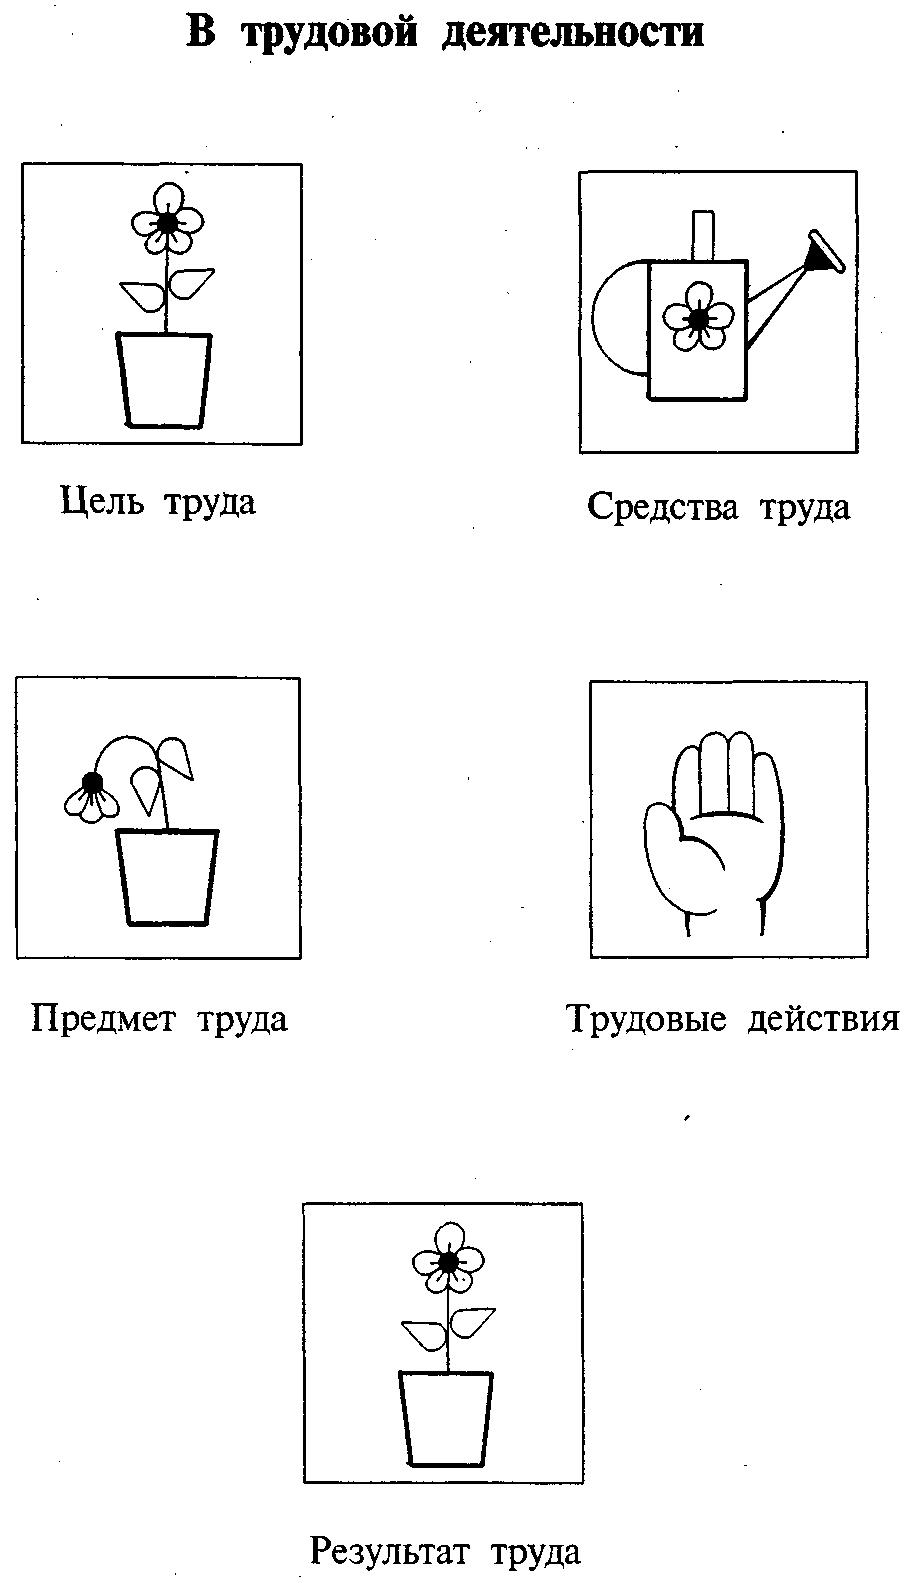 В трудовой деятельности
Цель труда
Средства труда
Предмет труда
Трудовые действия
Результат труда